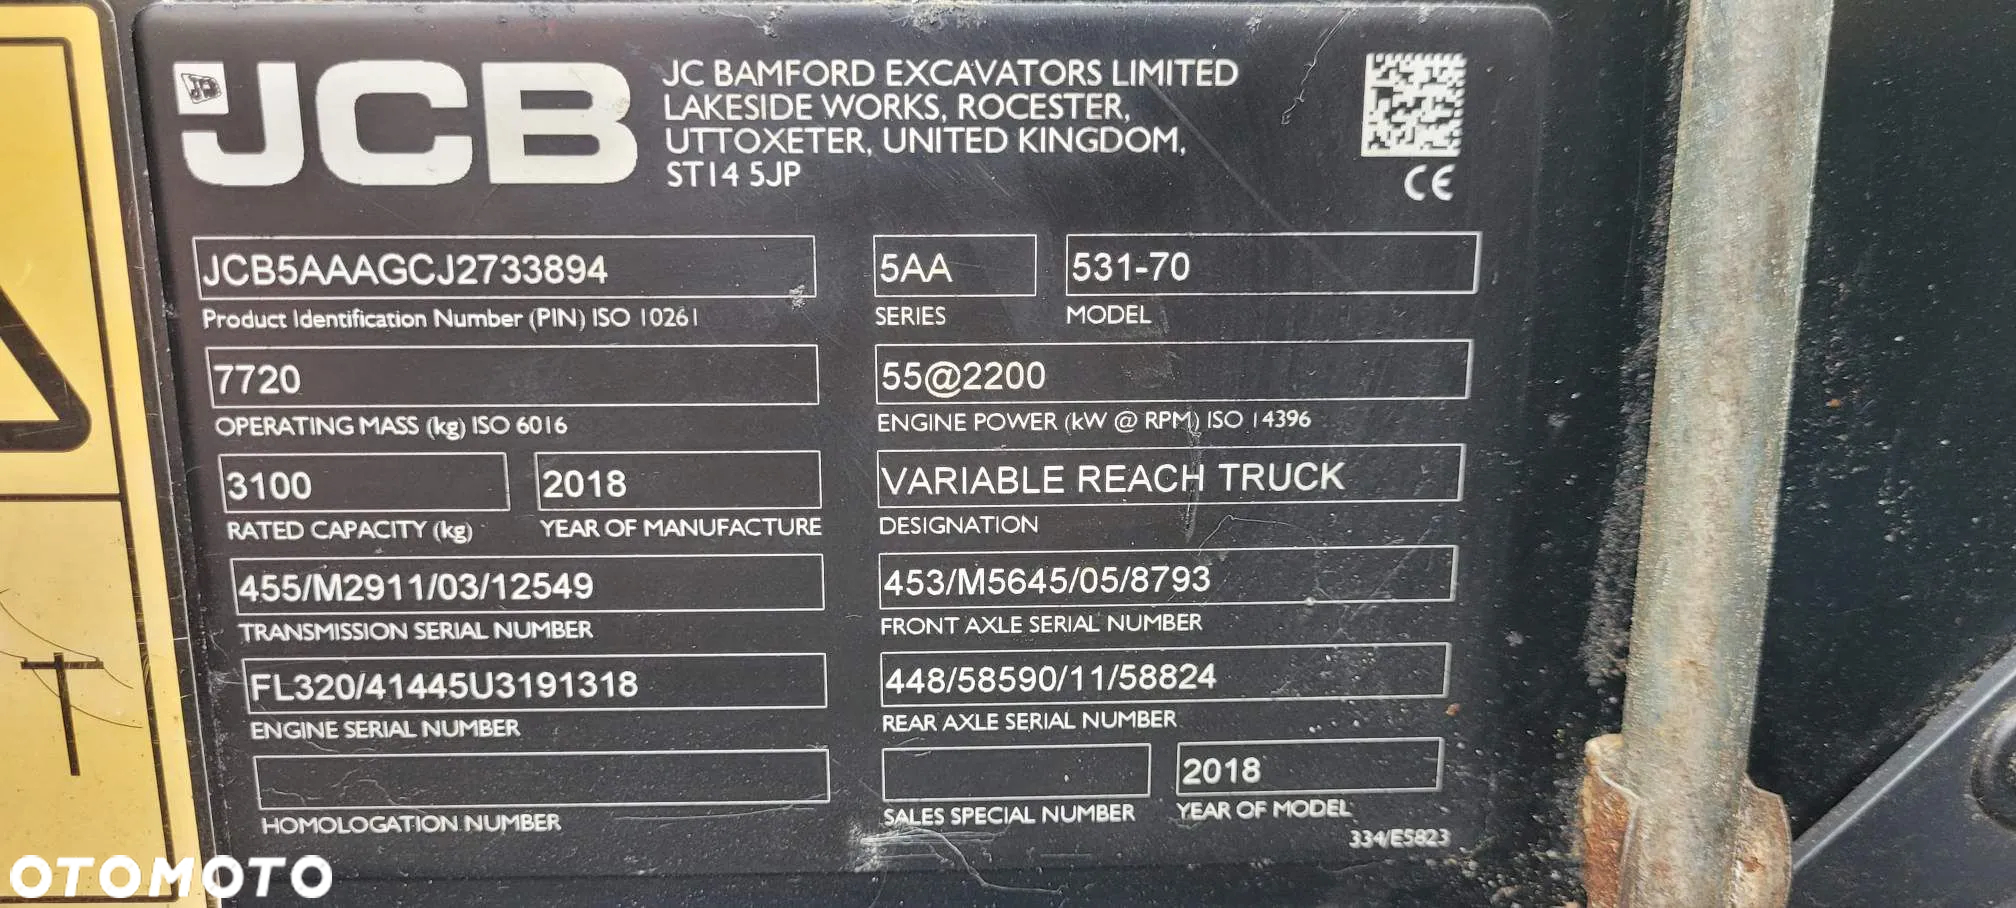 JCB
JC BAMFORD EXCAVATORS LIMITED
LAKESIDE WORKS, ROCESTER,
UTTOXETER, UNITED KINGDOM,
ST14 5JP
CE
JCB5AAAGCJ2733894
Product Identification Number (PIN) ISO 10261
5AA
SERIES
531-70
MODEL
7720
OPERATING MASS (kg) ISO 6016
55@2200
ENGINE POWER (kW @ RPM) ISO 14396
3100
RATED CAPACITY (kg)
2018
YEAR OF MANUFACTURE
VARIABLE REACH TRUCK
DESIGNATION
455/M2911/03/12549
TRANSMISSION SERIAL NUMBER
453/M5645/05/8793
FRONT AXLE SERIAL NUMBER
FL320/41445U3191318
ENGINE SERIAL NUMBER
448/58590/11/58824
REAR AXLE SERIAL NUMBER
HOMOLOGATION NUMBER
SALES SPECIAL NUMBER
2018
YEAR OF MODEL
334/E5823
OTOMOTO